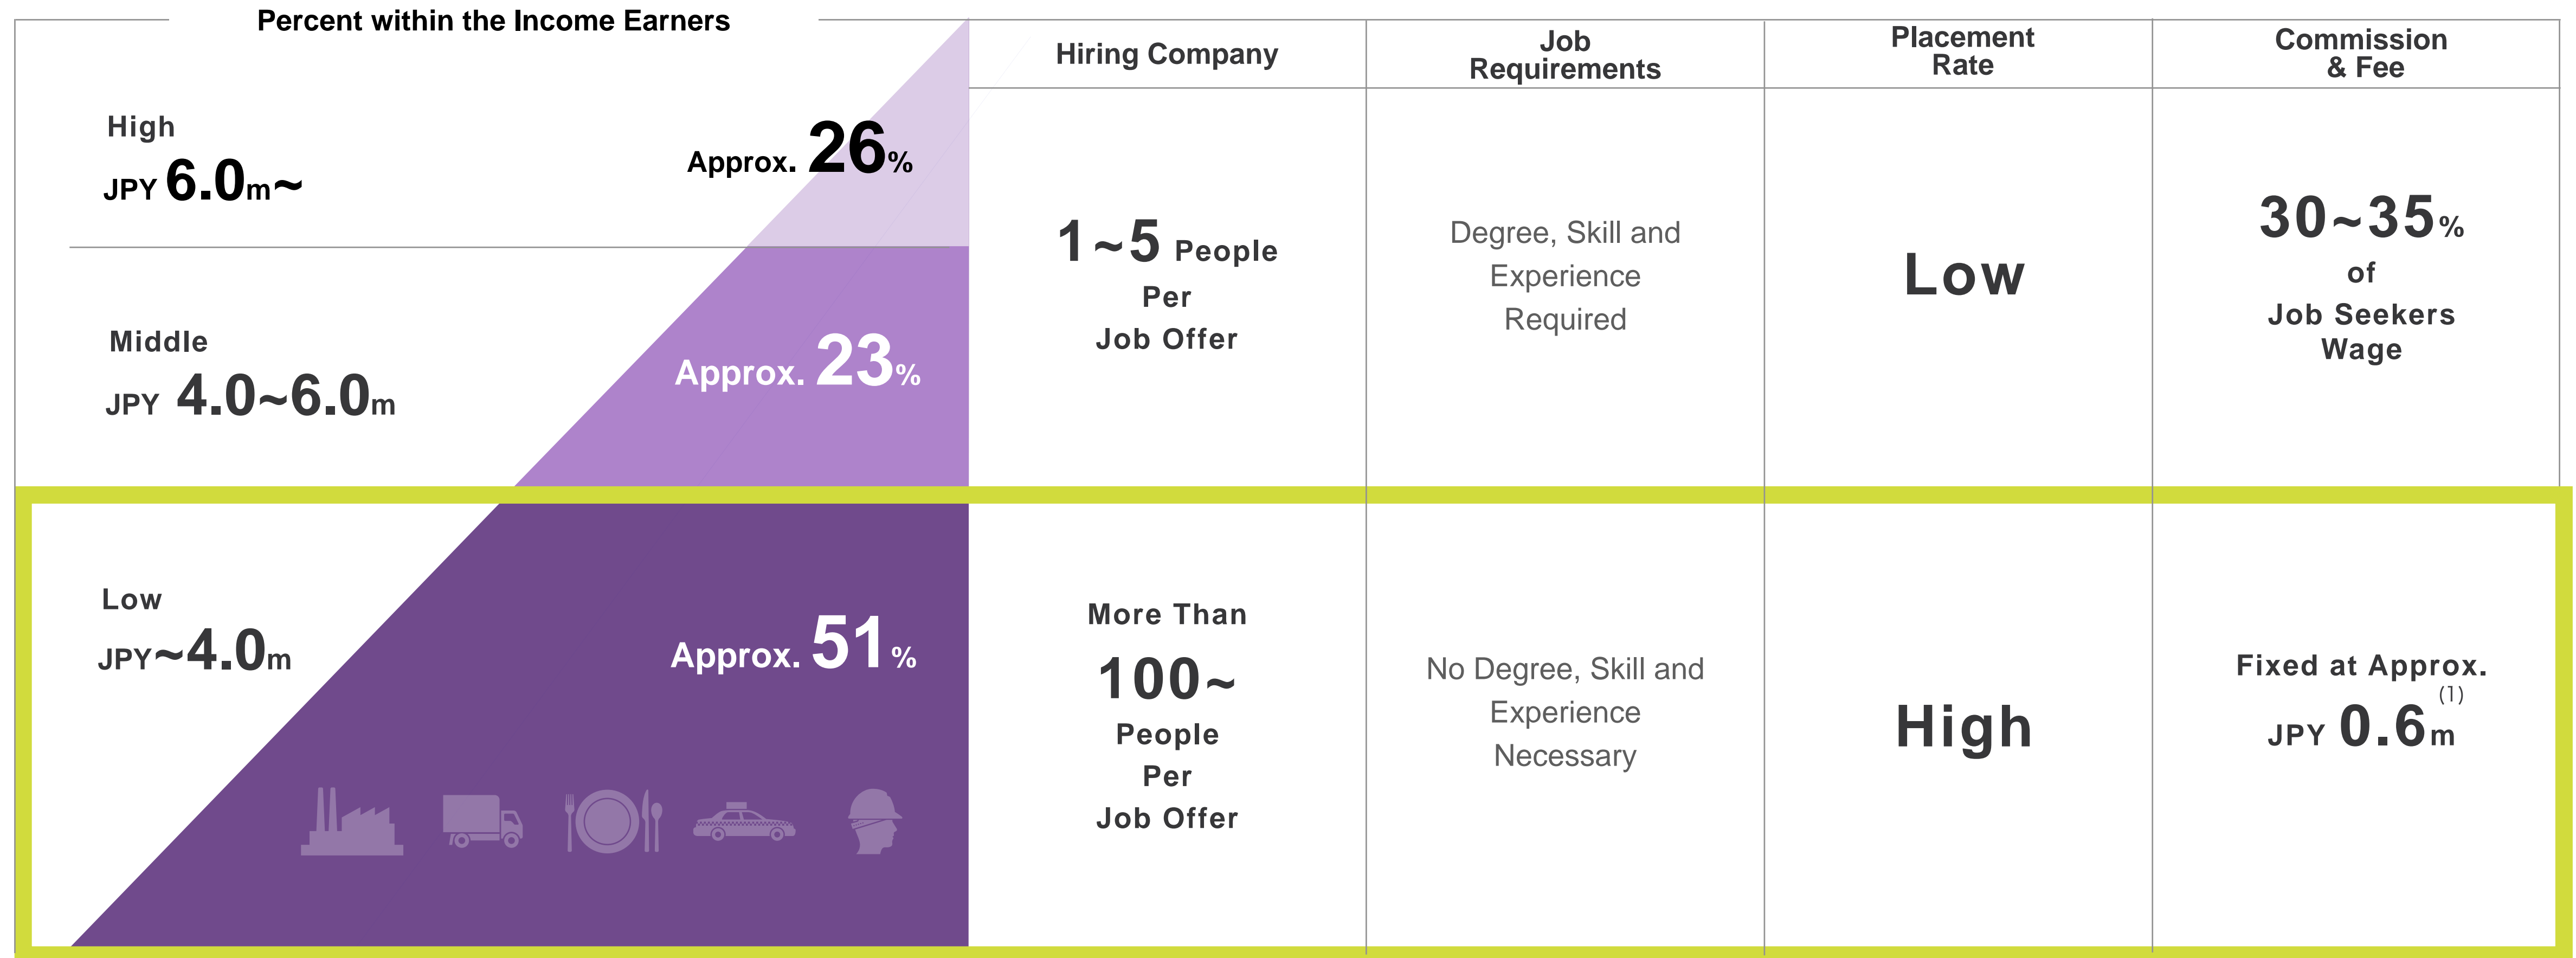 Percent within the Income Earners
Hiring Company
Job
Requirements
Placement
Rate
Commission
& Fee
High
JPY 6.0m~
Approx. 26%
Middle
JPY 4.0~6.0m
Approx. 23%
1~5 People
Per
Job Offer
Degree, Skill and
Experience
Required
Low
30~35%
of
Job Seekers
Wage
Low
JPY~4.0m
Approx. 51%
More Than
100~
People
Per
Job Offer
No Degree, Skill and
Experience
Necessary
High
Fixed at Approx.
(1)
JPY 0.6m